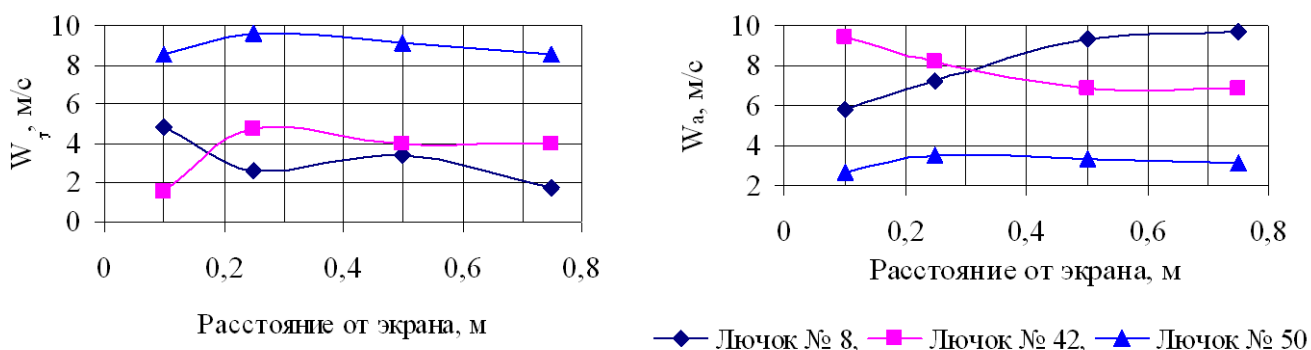 W τ, м/с
10
8
6
4
2
0
0 0,2 0,4 0,6 0,8
Расстояние от экрана, м
Wa, м/с
10
8
6
4
2
0 0,2 0,4 0,6 0,8
Расстояние от экрана, м
Лючок № 8, Лючок № 42, Лючок № 50